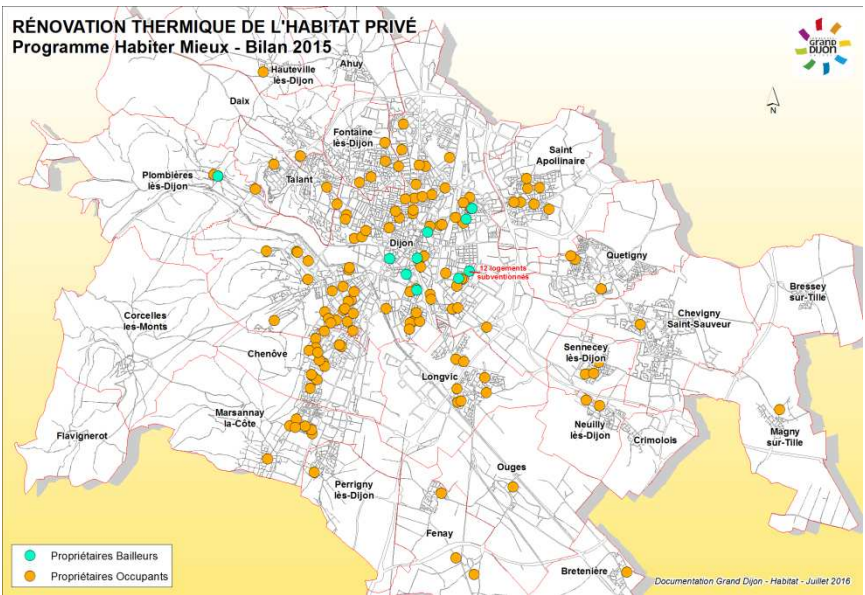 RÉNOVATION THERMIQUE DE L'HABITAT PRIVÉ
Programme Habiter Mieux - Bilan 2015
GRAND
DIJON
N
Ahuy
Hauteville
lès-Dijon
Daix
Fontaine
lès-Dijon
Saint
Apollinaire
Plombières
lès-Dijon
Talant
Dijon
Quetigny
12 logements
subventionnés
Bressey
sur-Tille
Corcelles
les-Monts
Chevigny
Saint-Sauveur
Chenôve
Sennecey
lès-Dijon
Longvic
Marsannay
la-Côte
Flavignerot
Neuilly
lès-Dijon
Crimolois
Magny
sur-Tille
Perrigny
lès-Dijon
Ouges
Fenay
Bretenière
Propriétaires Bailleurs
Propriétaires Occupants
Documentation Grand Dijon - Habitat - Juillet 2016